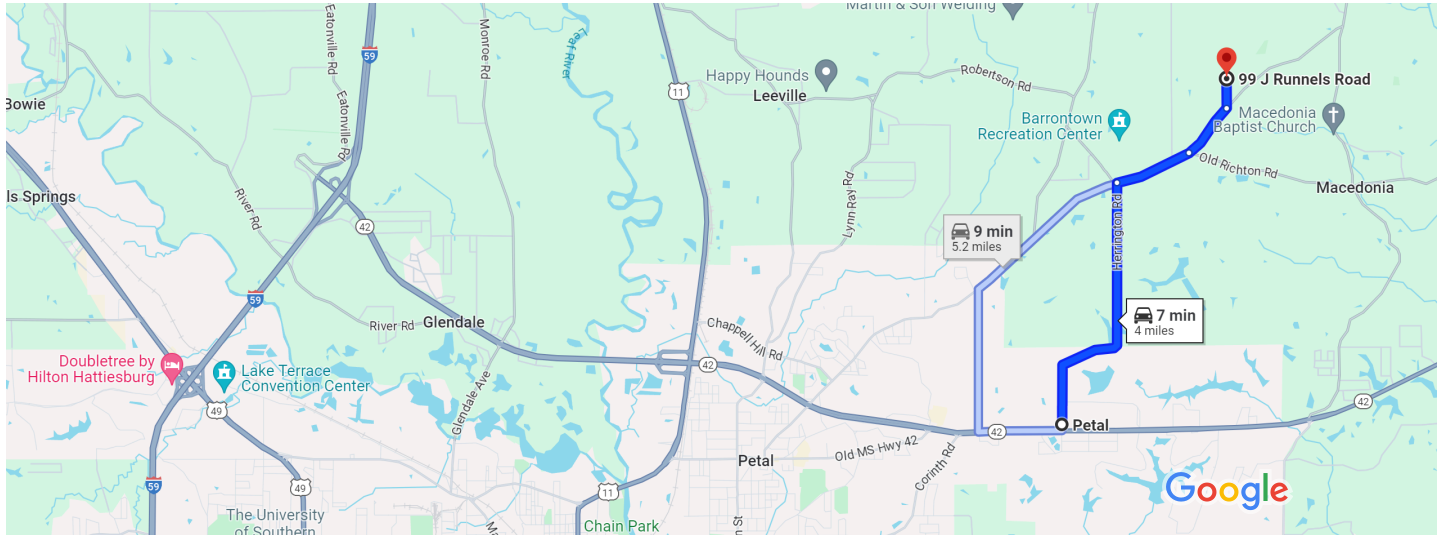 Martin & Son Welding
Eatonville Rd
59
Monroe Rd
Leaf River
11
Happy Hounds
Leeville
Robertson Rd
99 J Runnels Road
Bowie
Eatonville R
Barrontown
Recreation Center
Macedonia
Baptist Church
Old Richton Rd
Macedonia
ls Springs
River Rd
42
Lynn Ray Rd
Herrington Rd
9 min
5.2 miles
59
7 min
4 miles
River Rd
Glendale
Chappell Hill Rd
42
Doubletree by
Hilton Hattiesburg
Lake Terrace
Convention Center
49
Glendale Ave
42
Petal
42
Old MS Hwy 42
Corinth Rd
Petal
59
49
11
Google
The University
of Southern
Chain Park
n St